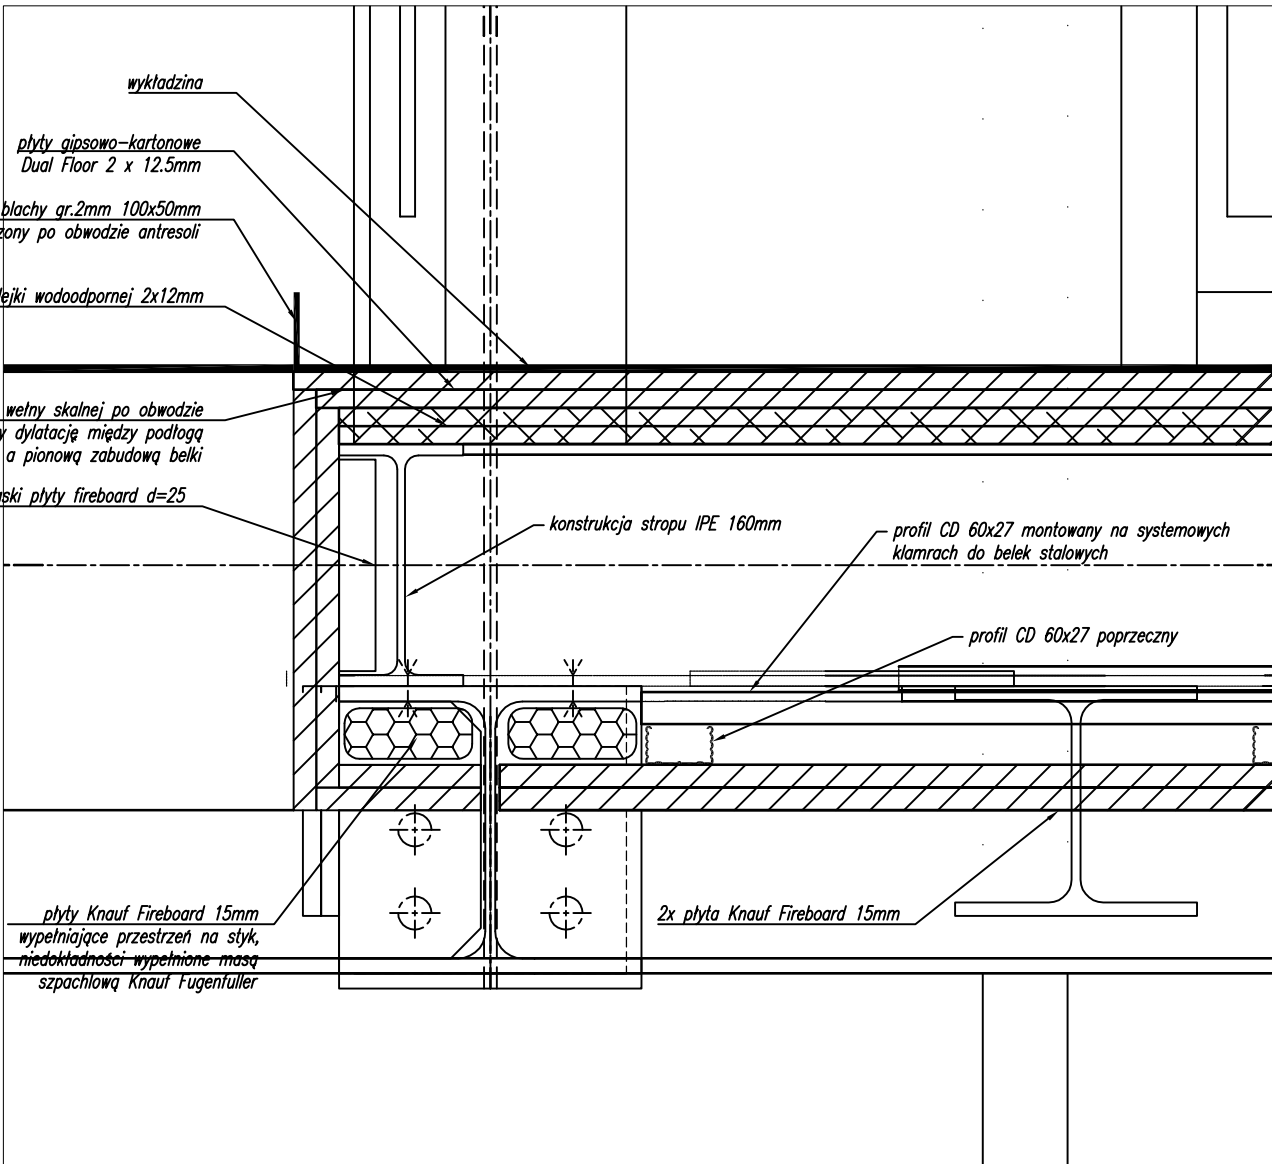 wykładzina
płyty gipsowo-kartonowe
Dual Floor 2 x 12.5mm
blachy gr.2mm 100x50mm
po obwodzie antresoli
wodoodpornej 2x12mm
wełny skalnej po obwodzie
dylatację między podłogą
a pionową zabudową belki
płyty fireboard d=25
konstrukcja stropu IPE 160mm
profil CD 60x27 montowany na systemowych
klamrach do belek stalowych
profil CD 60x27 poprzeczny
płyty Knauf Fireboard 15mm
wypełniające przestrzeń na styk,
niedokładności wypełnione masą
szpachlową Knauf Fugenfuller
2x płyta Knauf Fireboard 15mm